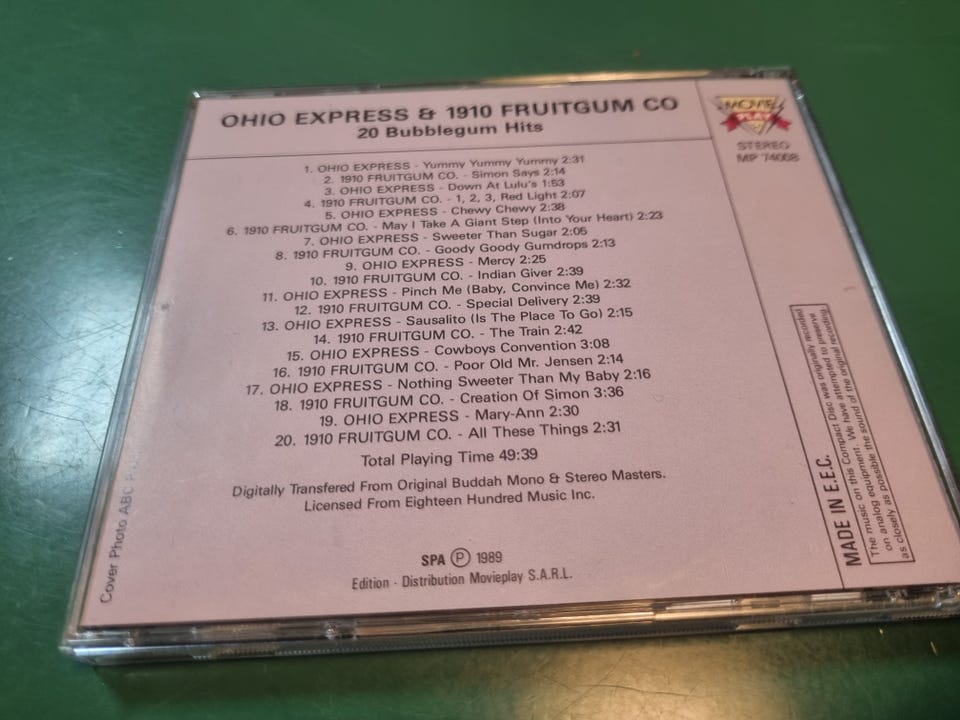 OHIO EXPRESS & 1910 FRUITGUM CO
20 Bubblegum Hits
MOVIE
PLAY
STEREO
MP 74058
1. OHIO EXPRESS - Yummy Yummy Yummy 2:31
2. 1910 FRUITGUM CO. - Simon Says 2:14
3. OHIO EXPRESS - Down At Lulu's 1:53
4. 1910 FRUITGUM CO. - 1, 2, 3, Red Light 2:07
5. OHIO EXPRESS - Chewy Chewy 2:38
6. 1910 FRUITGUM CO. - May I Take A Giant Step (Into Your Heart) 2:23
7. OHIO EXPRESS - Sweeter Than Sugar 2:05
8. 1910 FRUITGUM CO. - Goody Goody Gumdrops 2:13
9. OHIO EXPRESS - Mercy 2:25
10. 1910 FRUITGUM CO. - Indian Giver 2:39
11. OHIO EXPRESS - Pinch Me (Baby, Convince Me) 2:32
12. 1910 FRUITGUM CO. - Special Delivery 2:39
13. OHIO EXPRESS - Sausalito (Is The Place To Go) 2:15
14. 1910 FRUITGUM CO. - The Train 2:42
15. OHIO EXPRESS - Cowboys Convention 3:08
16. 1910 FRUITGUM CO. - Poor Old Mr. Jensen 2:14
17. OHIO EXPRESS - Nothing Sweeter Than My Baby 2:16
18. 1910 FRUITGUM CO. - Creation Of Simon 3:36
19. OHIO EXPRESS - Mary-Ann 2:30
20. 1910 FRUITGUM CO. - All These Things 2:31
Total Playing Time 49:39
Digitally Transfered From Original Buddah Mono & Stereo Masters.
Licensed From Eighteen Hundred Music Inc.
SPA ℗ 1989
Edition · Distribution Movieplay S.A.R.L.
Cover Photo ABC
MADE IN E.E.C.
The music on this Compact Disc was originally recorded
on analog equipment. We have attempted to preserve
as closely as possible the sound of the original recording